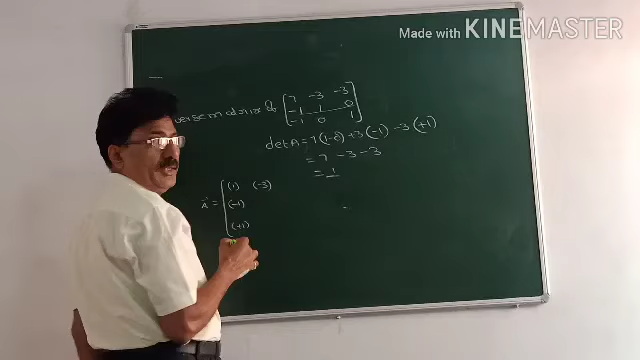 Made with KINEMASTER
verse matrix of [ 7 -3 -3
-1 1 0
-1 0 1 ]
det A = 7(1-0) +3(-1) -3(+1)
= 7 -3 -3
= 1
A⁻¹ = [ (1) (-3)
(-1)
(+1)